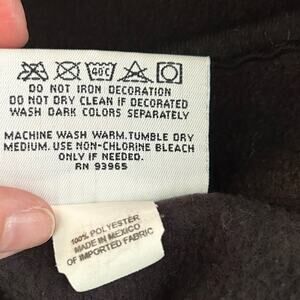 40°C
DO NOT IRON DECORATION
DO NOT DRY CLEAN IF DECORATED
WASH DARK COLORS SEPARATELY
MACHINE WASH WARM.TUMBLE DRY
MEDIUM. USE NON-CHLORINE BLEACH
ONLY IF NEEDED.
RN 93965
100% POLYESTER
MADE IN MEXICO
OF IMPORTED FABRIC